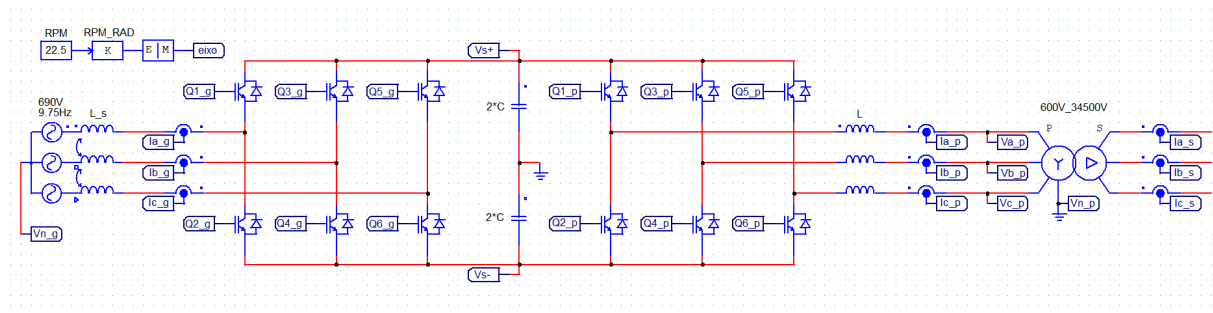 RPM RPM_RAD
22.5 K E M eixo
Vs+
Q1_g Q3_g Q5_g Q1_p Q3_p Q5_p
690V
9.75Hz L_s
2*C
600V_34500V
L
P S
Ia_g Ia_p Va_p Ia_s
Ib_g Ib_p Vb_p Y Ib_s
Ic_g Ic_p Vc_p Vn_p Ic_s
2*C
Q2_g Q4_g Q6_g Q2_p Q4_p Q6_p
Vn_g
Vs-